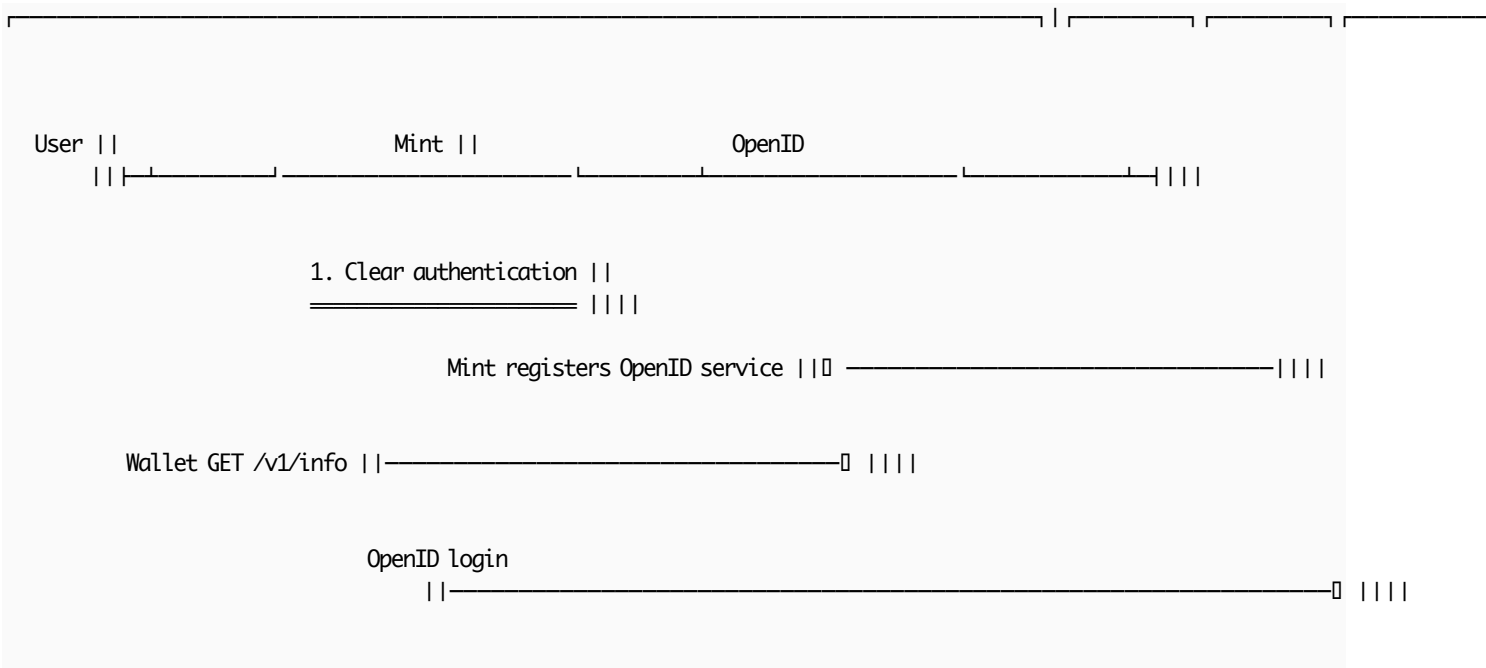 User || Mint || OpenID
1. Clear authentication ||
Mint registers OpenID service ||
Wallet GET /v1/info ||
OpenID login